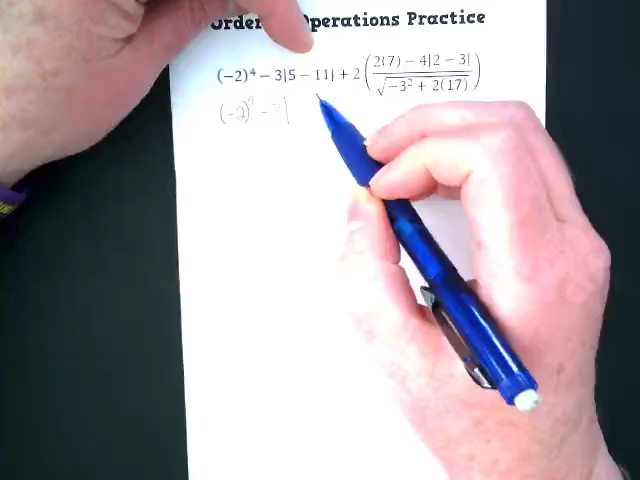 Order Operations Practice
(−2)⁴ − 3|5 − 11| + 2 ( (2(7) − 4|2 − 3|) / √(−3² + 2(17)) )
(−2)⁴ − 3|